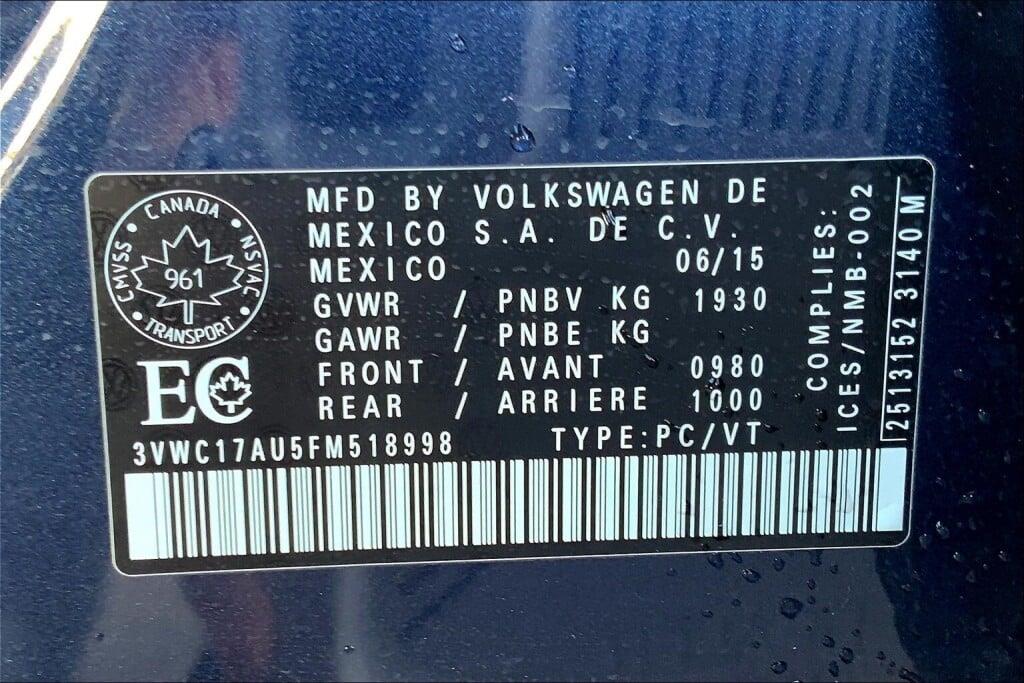 CANADA
CMVSS
NSVAC
961
TRANSPORT
EC
MFD BY VOLKSWAGEN DE
MEXICO S.A. DE C.V.
MEXICO 06/15
GVWR / PNBV KG 1930
GAWR / PNBE KG
FRONT / AVANT 0980
REAR / ARRIERE 1000
3VWC17AU5FM518998 TYPE:PC/VT
COMPLIES:
ICES/NMB-002
2513152 3140M